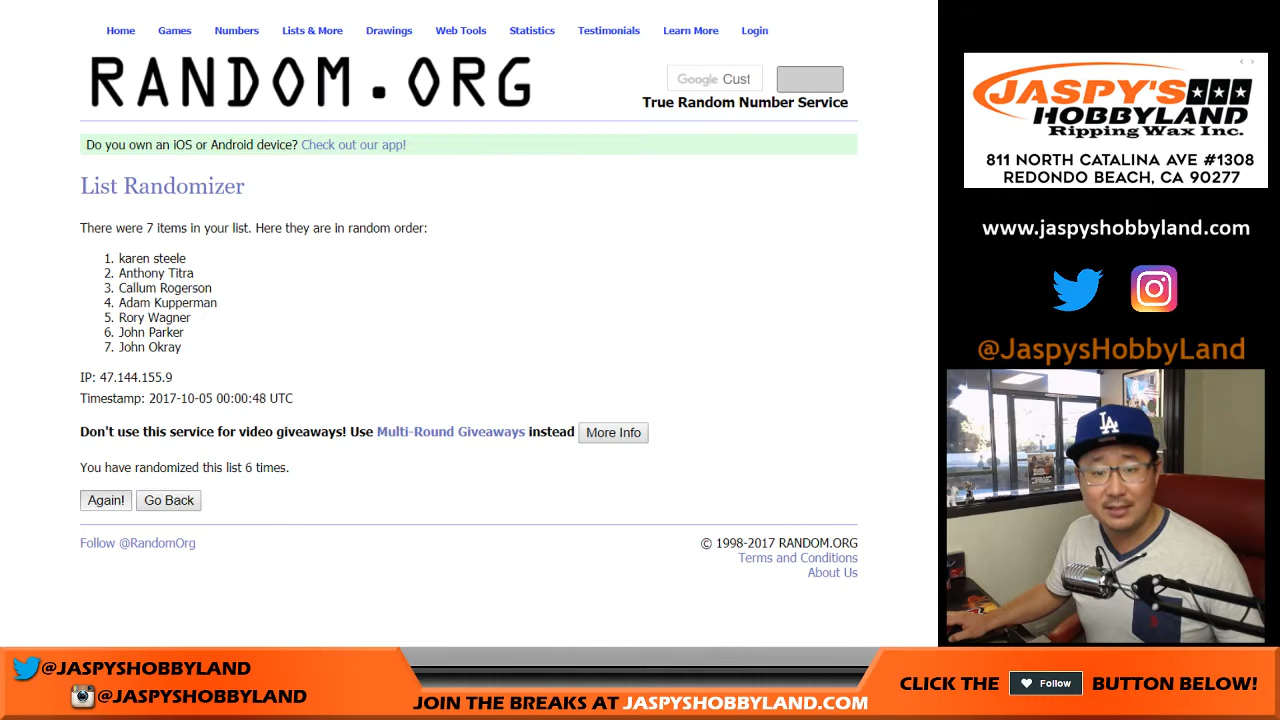 Home Games Numbers Lists & More Drawings Web Tools Statistics Testimonials Learn More Login
RANDOM.ORG
Google Cust
True Random Number Service
Do you own an iOS or Android device? Check out our app!
List Randomizer
There were 7 items in your list. Here they are in random order:
1. karen steele
2. Anthony Titra
3. Callum Rogerson
4. Adam Kupperman
5. Rory Wagner
6. John Parker
7. John Okray
IP: 47.144.155.9
Timestamp: 2017-10-05 00:00:48 UTC
Don't use this service for video giveaways! Use Multi-Round Giveaways instead More Info
You have randomized this list 6 times.
Again! Go Back
Follow @RandomOrg
© 1998-2017 RANDOM.ORG
Terms and Conditions
About Us
JASPY'S
HOBBYLAND
Ripping Wax Inc.
811 NORTH CATALINA AVE #1308
REDONDO BEACH, CA 90277
www.jaspyshobbyland.com
@JaspysHobbyLand
LA
@JASPYSHOBBYLAND
@JASPYSHOBBYLAND
JOIN THE BREAKS AT JASPYSHOBBYLAND.COM
CLICK THE Follow BUTTON BELOW!